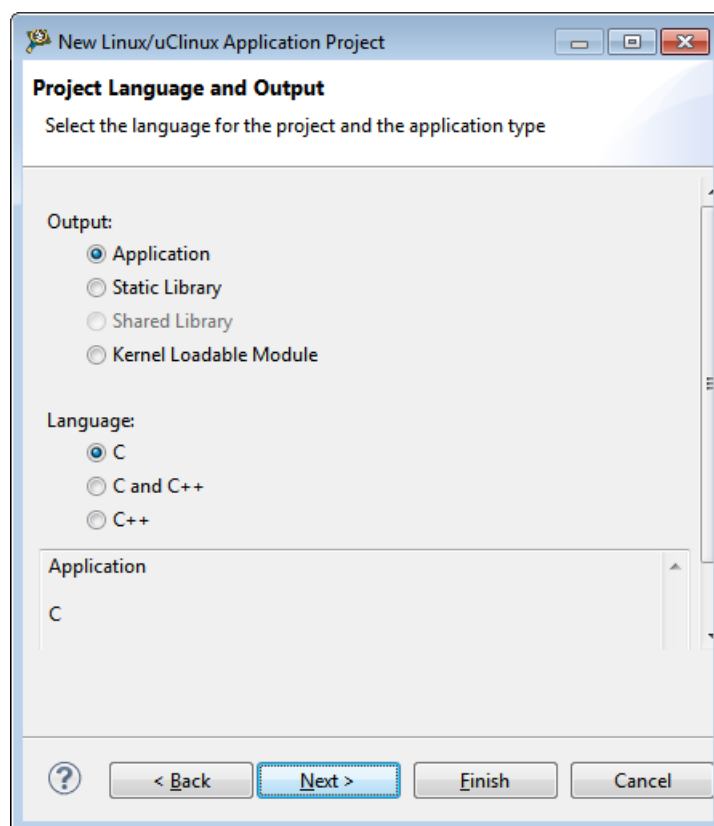 New Linux/uClinux Application Project
Project Language and Output
Select the language for the project and the application type
Output:
Application
Static Library
Shared Library
Kernel Loadable Module
Language:
C
C and C++
C++
Application
C
? < Back Next > Finish Cancel